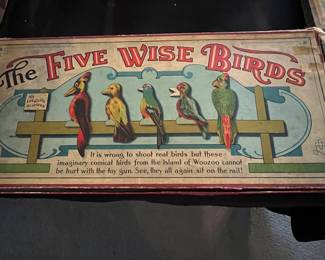 The FIVE WISE BIRDS
It is wrong to shoot real birds but these
imaginary comical birds from the Island of Woozoo cannot
be hurt with the toy gun. See, they all again sit on the rail!